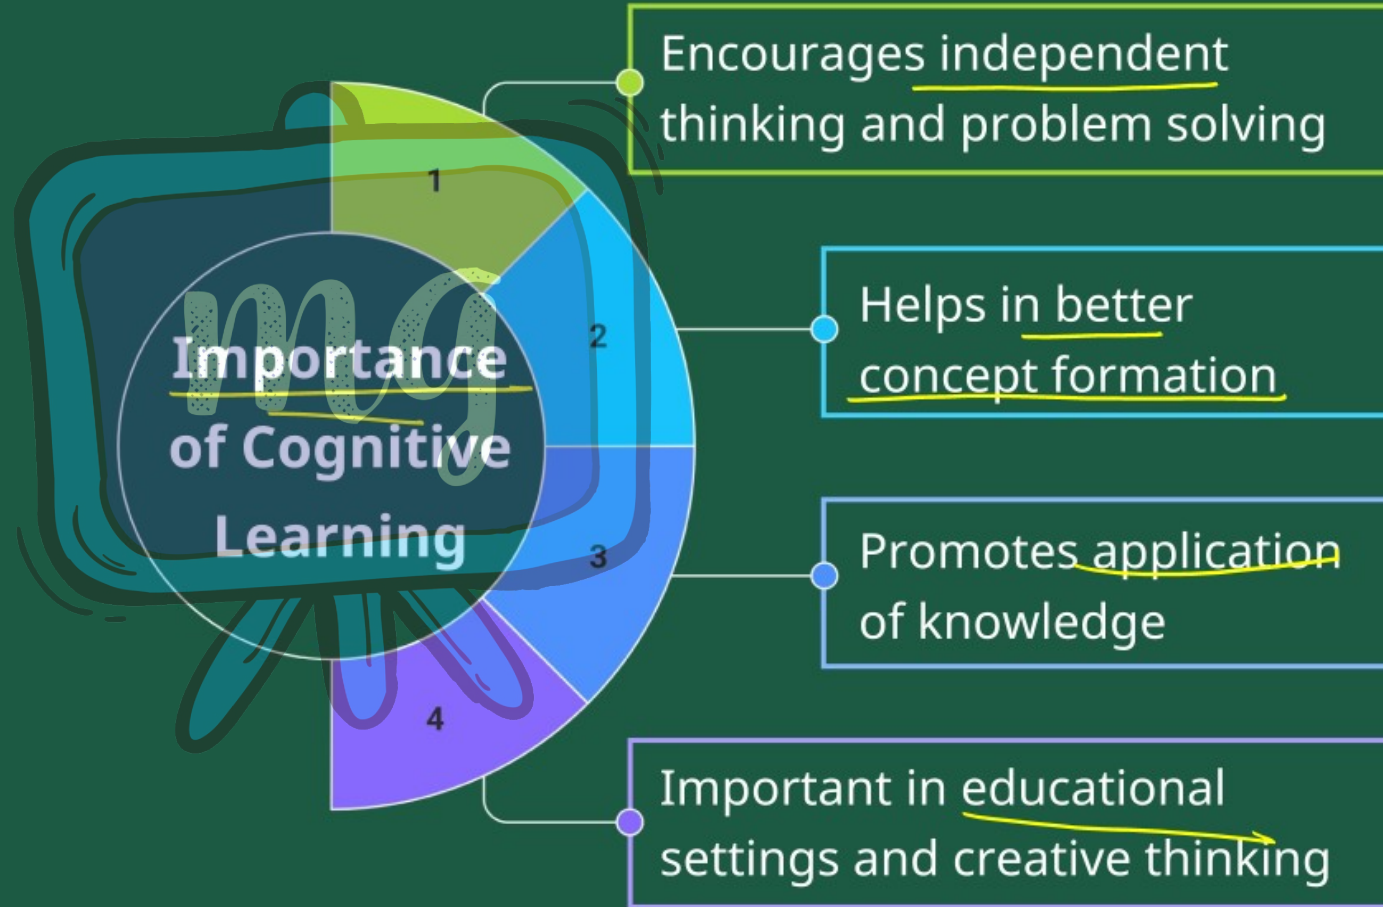 Importance
of Cognitive
Learning
mg
1
Encourages independent
thinking and problem solving
2
Helps in better
concept formation
3
Promotes application
of knowledge
4
Important in educational
settings and creative thinking